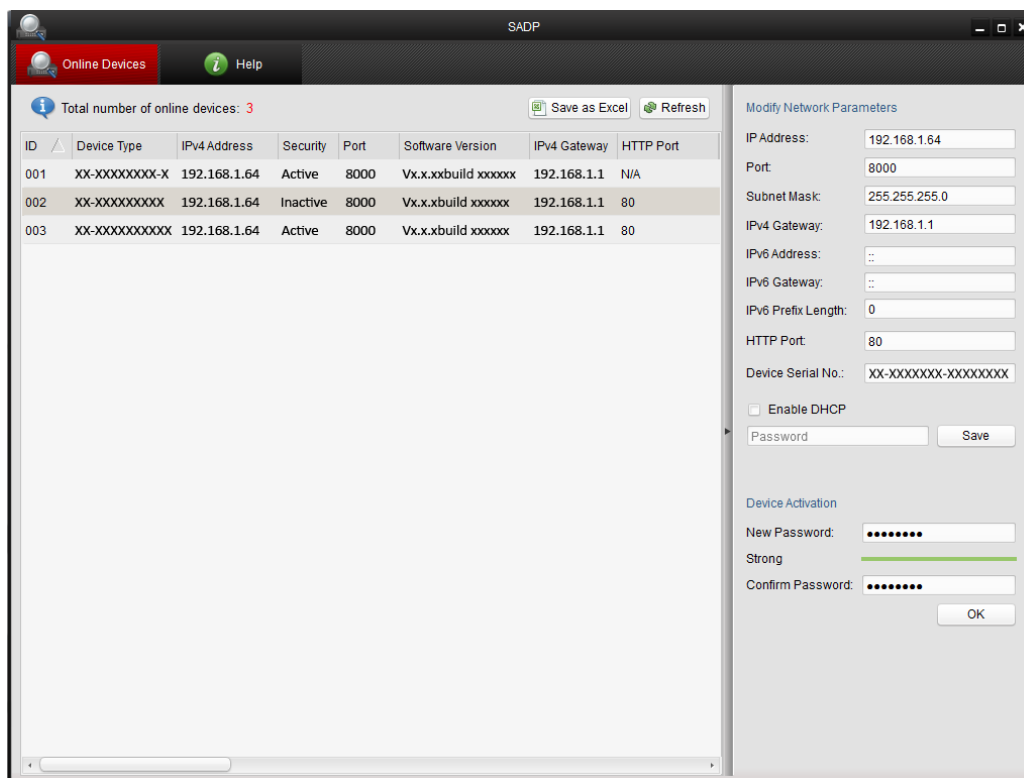 SADP
Online Devices Help
Total number of online devices: 3 Save as Excel Refresh
ID Device Type IPv4 Address Security Port Software Version IPv4 Gateway HTTP Port
001 XX-XXXXXXXX-X 192.168.1.64 Active 8000 Vx.x.xxbuild xxxxxx 192.168.1.1 N/A
002 XX-XXXXXXXXX 192.168.1.64 Inactive 8000 Vx.x.xbuild xxxxxx 192.168.1.1 80
003 XX-XXXXXXXXXX 192.168.1.64 Active 8000 Vx.x.xbuild xxxxxx 192.168.1.1 80
Modify Network Parameters
IP Address: 192.168.1.64
Port: 8000
Subnet Mask: 255.255.255.0
IPv4 Gateway: 192.168.1.1
IPv6 Address: ::
IPv6 Gateway: ::
IPv6 Prefix Length: 0
HTTP Port: 80
Device Serial No.: XX-XXXXXXX-XXXXXXXX
Enable DHCP
Password Save
Device Activation
New Password: ●●●●●●●●
Strong
Confirm Password: ●●●●●●●●
OK